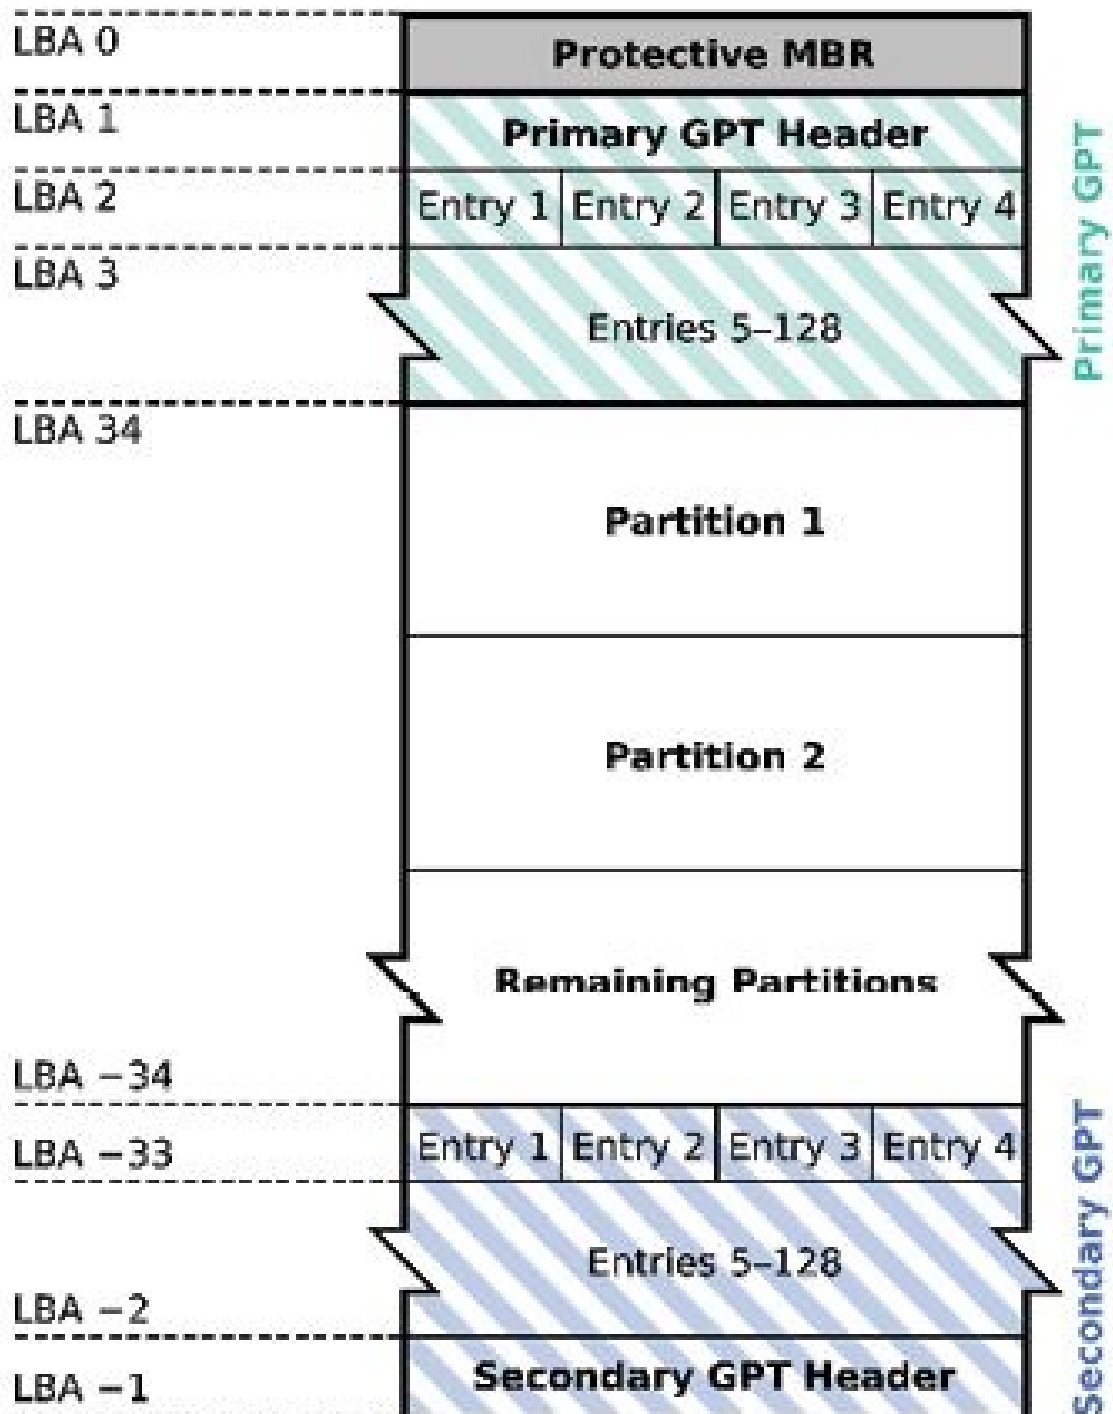 LBA 0
Protective MBR
LBA 1
Primary GPT Header
LBA 2
Entry 1 Entry 2 Entry 3 Entry 4
LBA 3
Entries 5–128
Primary GPT
LBA 34
Partition 1
Partition 2
Remaining Partitions
LBA −34
LBA −33
Entry 1 Entry 2 Entry 3 Entry 4
Entries 5–128
LBA −2
Secondary GPT Header
LBA −1
Secondary GPT